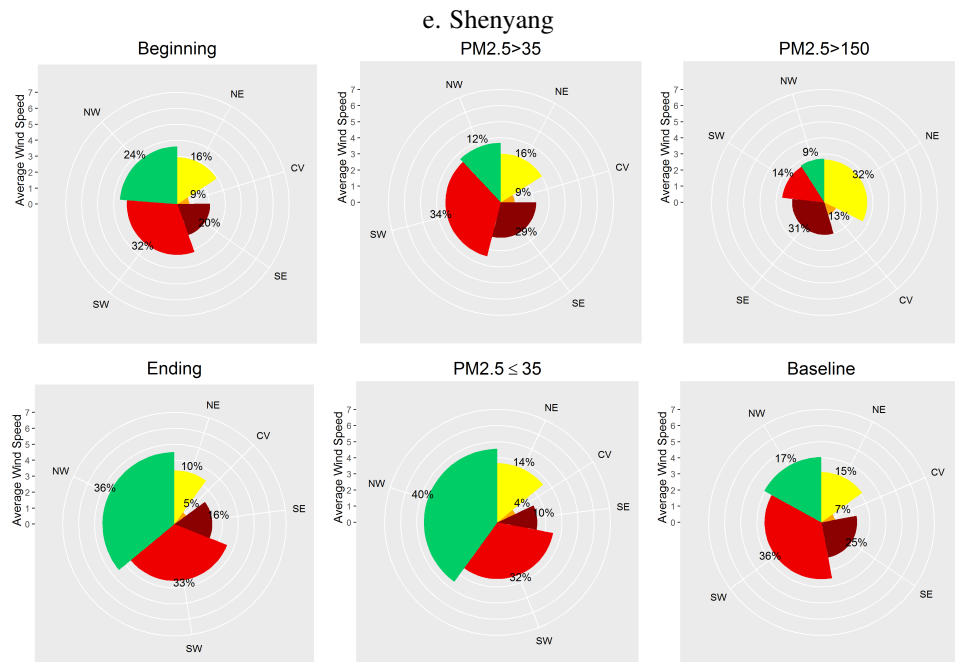 e. Shenyang
Beginning
Average Wind Speed
7
6
5
4
3
2
1
0
NW
NE
CV
SE
SW
24%
16%
9%
20%
32%
PM2.5>35
Average Wind Speed
7
6
5
4
3
2
1
0
NW
NE
CV
SE
SW
12%
16%
9%
29%
34%
PM2.5>150
Average Wind Speed
7
6
5
4
3
2
1
0
NW
NE
CV
SE
SW
9%
32%
13%
31%
14%
Ending
Average Wind Speed
7
6
5
4
3
2
1
0
NW
NE
CV
SE
SW
36%
10%
5%
16%
33%
PM2.5 ≤ 35
Average Wind Speed
7
6
5
4
3
2
1
0
NW
NE
CV
SE
SW
40%
14%
4%
10%
32%
Baseline
Average Wind Speed
7
6
5
4
3
2
1
0
NW
NE
CV
SE
SW
17%
15%
7%
25%
36%